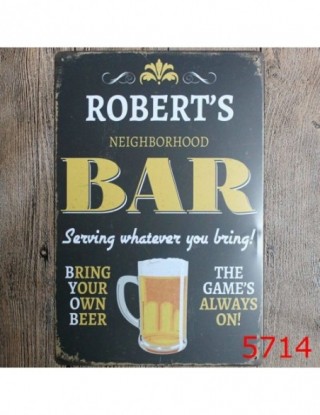 ROBERT'S
NEIGHBORHOOD
BAR
Serving whatever you bring!
BRING
YOUR
OWN
BEER
THE
GAME'S
ALWAYS
ON!
5714